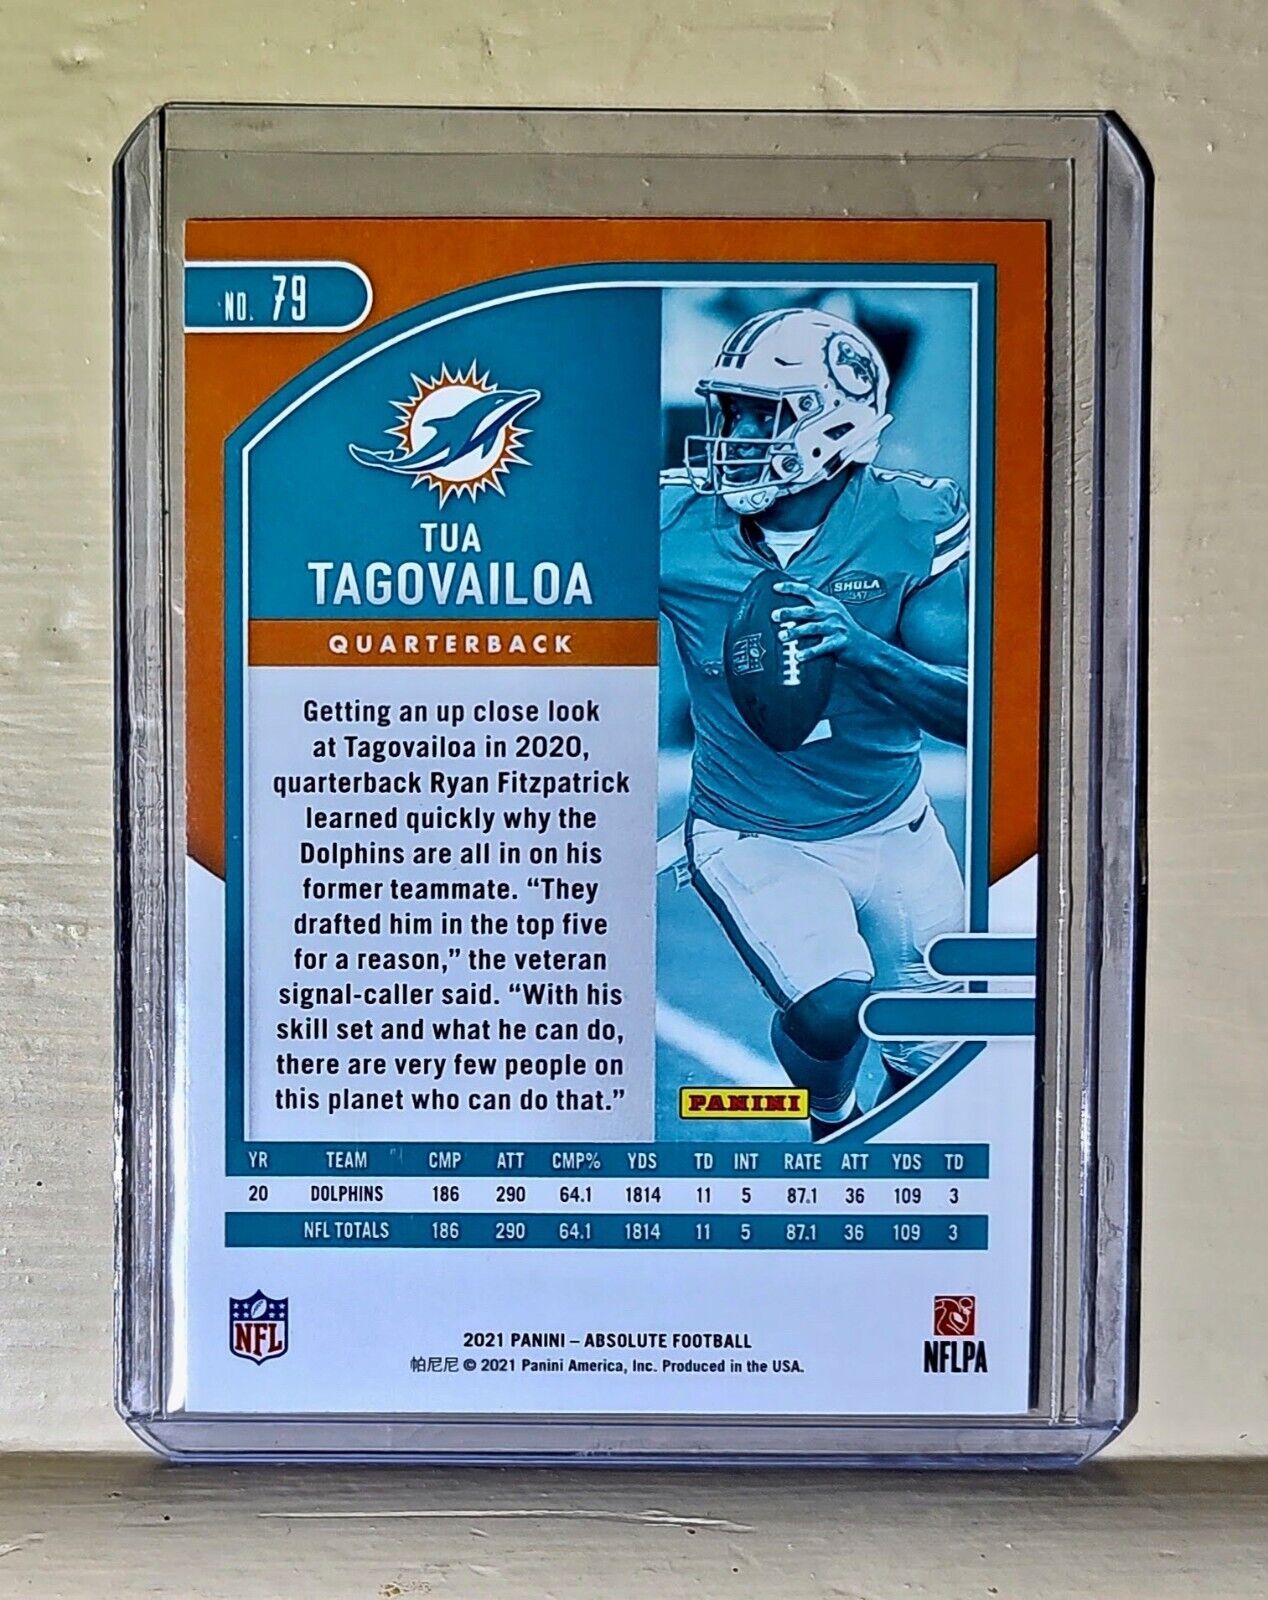 NO. 79
TUA
TAGOVAILOA
QUARTERBACK
Getting an up close look
at Tagovailoa in 2020,
quarterback Ryan Fitzpatrick
learned quickly why the
Dolphins are all in on his
former teammate. “They
drafted him in the top five
for a reason,” the veteran
signal-caller said. “With his
skill set and what he can do,
there are very few people on
this planet who can do that.”
SHULA
347
NFL
PANINI
YR TEAM CMP ATT CMP% YDS TD INT RATE ATT YDS TD
20 DOLPHINS 186 290 64.1 1814 11 5 87.1 36 109 3
NFL TOTALS 186 290 64.1 1814 11 5 87.1 36 109 3
NFL
2021 PANINI – ABSOLUTE FOOTBALL
帕尼尼 © 2021 Panini America, Inc. Produced in the USA.
NFLPA